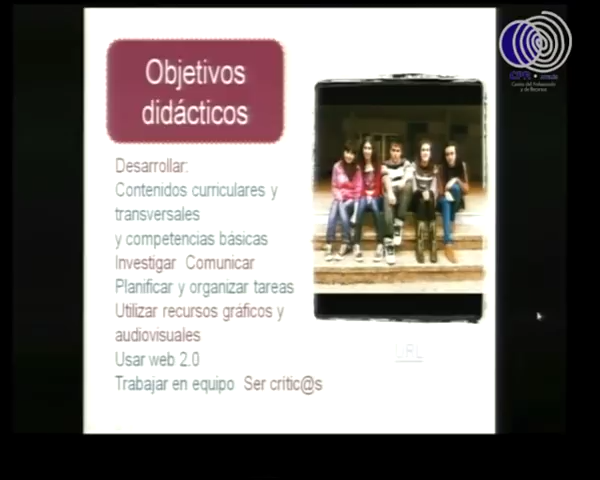 Objetivos
didácticos
Desarrollar:
Contenidos curriculares y
transversales
y competencias básicas
Investigar Comunicar
Planificar y organizar tareas
Utilizar recursos gráficos y
audiovisuales
Usar web 2.0
Trabajar en equipo Ser critic@s
URL
CPR